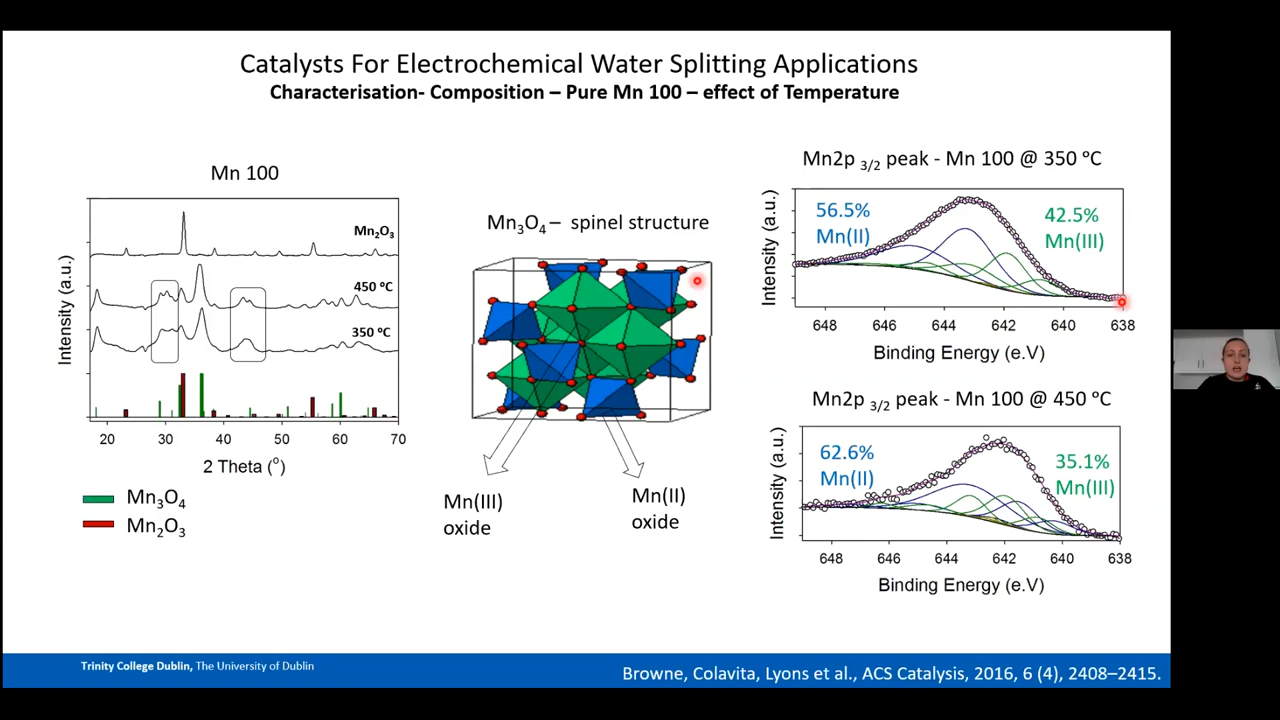 Catalysts For Electrochemical Water Splitting Applications
Characterisation- Composition – Pure Mn 100 – effect of Temperature
Mn 100
Mn2O3
450 ºC
350 ºC
Intensity (a.u.)
20 30 40 50 60 70
2 Theta (o)
Mn3O4
Mn2O3
Mn3O4 – spinel structure
Mn(III)
oxide
Mn(II)
oxide
Mn2p 3/2 peak - Mn 100 @ 350 ºC
56.5%
Mn(II)
42.5%
Mn(III)
Intensity (a.u.)
648 646 644 642 640 638
Binding Energy (e.V)
Mn2p 3/2 peak - Mn 100 @ 450 ºC
62.6%
Mn(II)
35.1%
Mn(III)
Intensity (a.u.)
648 646 644 642 640 638
Binding Energy (e.V)
Trinity College Dublin, The University of Dublin
Browne, Colavita, Lyons et al., ACS Catalysis, 2016, 6 (4), 2408–2415.